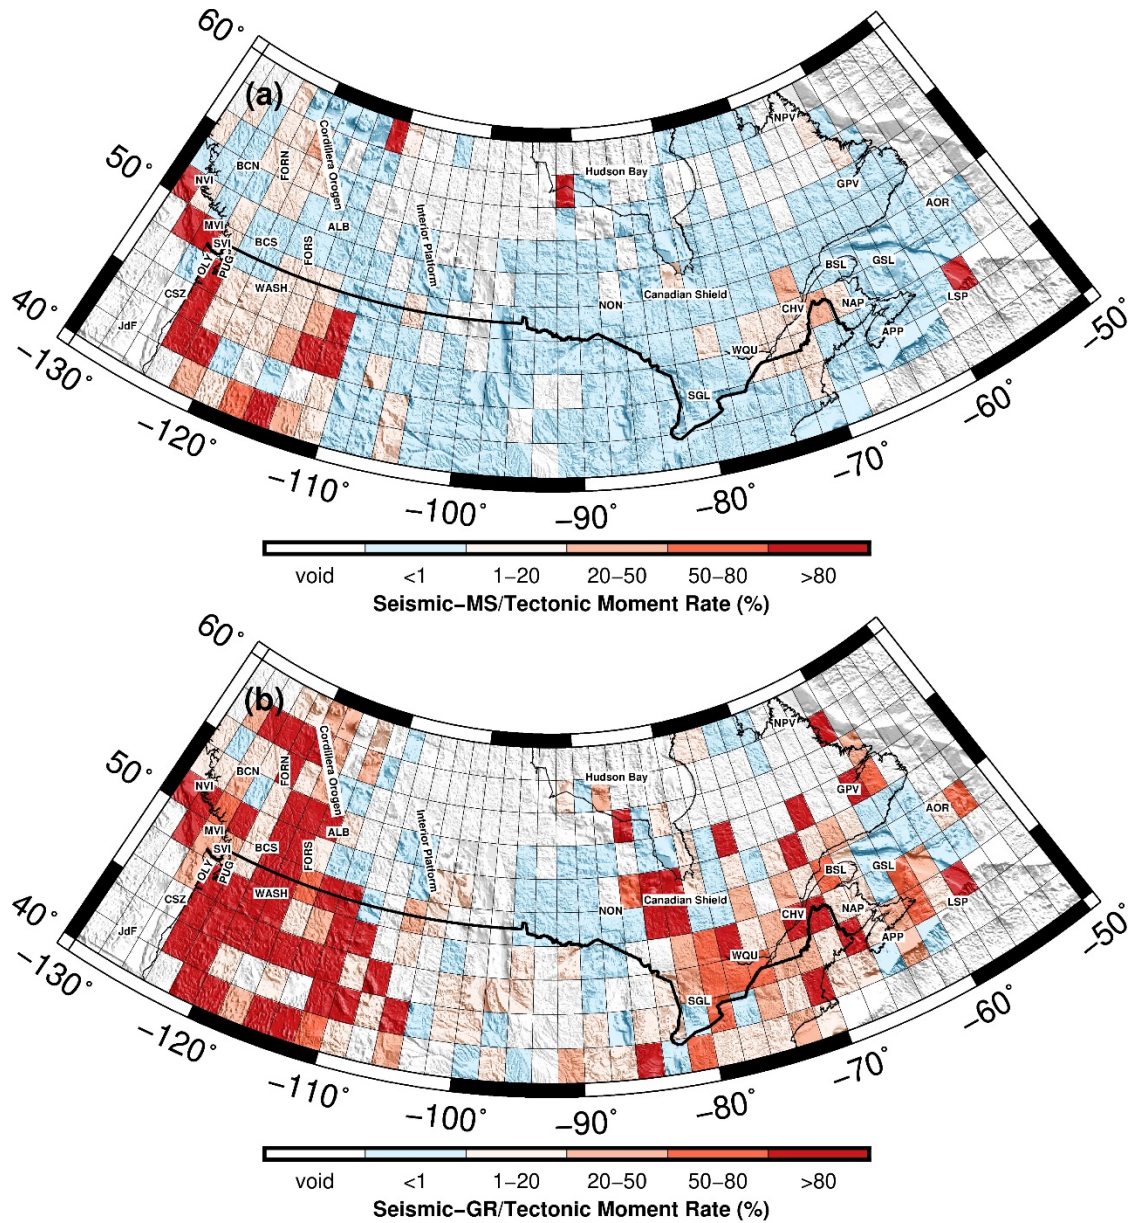 60°
(a)
Cordillera Orogen
NPV
50°
BCN
FORN
Hudson Bay
NVI
GPV
AOR
Interior Platform
MVI
ALB
SVI
BCS
FORS
BSL
GSL
OLY
PUG
40°
CSZ
WASH
NON
Canadian Shield
CHV
NAP
LSP
JdF
APP
−50°
−130°
WQU
SGL
−60°
−120°
−70°
−110°
−80°
−100°
−90°
void <1 1−20 20−50 50−80 >80
Seismic−MS/Tectonic Moment Rate (%)
60°
(b)
Cordillera Orogen
NPV
50°
BCN
FORN
Hudson Bay
NVI
GPV
AOR
Interior Platform
MVI
ALB
SVI
BCS
FORS
BSL
GSL
OLY
PUG
40°
CSZ
WASH
NON
Canadian Shield
CHV
NAP
LSP
JdF
APP
−50°
−130°
WQU
SGL
−60°
−120°
−70°
−110°
−80°
−100°
−90°
void <1 1−20 20−50 50−80 >80
Seismic−GR/Tectonic Moment Rate (%)